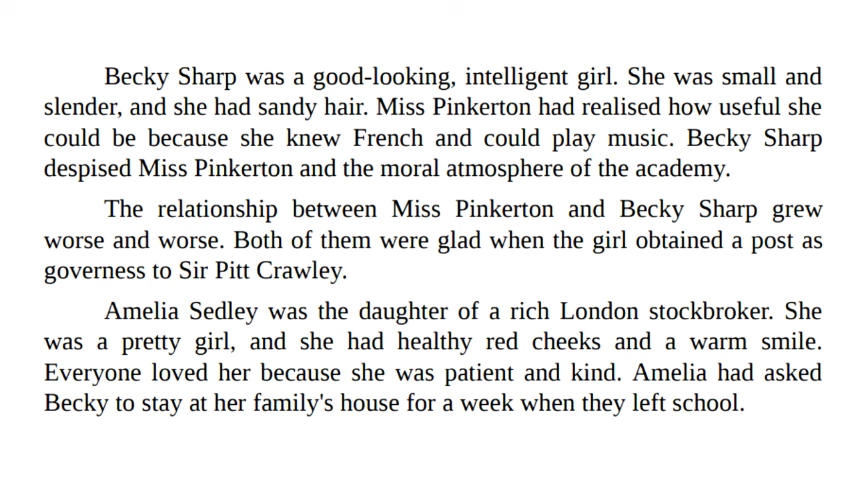 Becky Sharp was a good-looking, intelligent girl. She was small and
slender, and she had sandy hair. Miss Pinkerton had realised how useful she
could be because she knew French and could play music. Becky Sharp
despised Miss Pinkerton and the moral atmosphere of the academy.
The relationship between Miss Pinkerton and Becky Sharp grew
worse and worse. Both of them were glad when the girl obtained a post as
governess to Sir Pitt Crawley.
Amelia Sedley was the daughter of a rich London stockbroker. She
was a pretty girl, and she had healthy red cheeks and a warm smile.
Everyone loved her because she was patient and kind. Amelia had asked
Becky to stay at her family's house for a week when they left school.